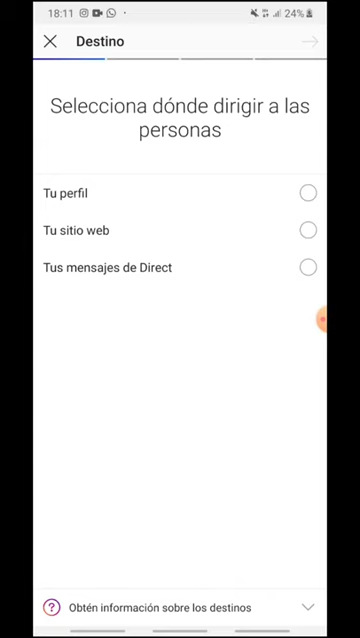 18:11 24%
Destino
Selecciona dónde dirigir a las
personas
Tu perfil
Tu sitio web
Tus mensajes de Direct
? Obtén información sobre los destinos